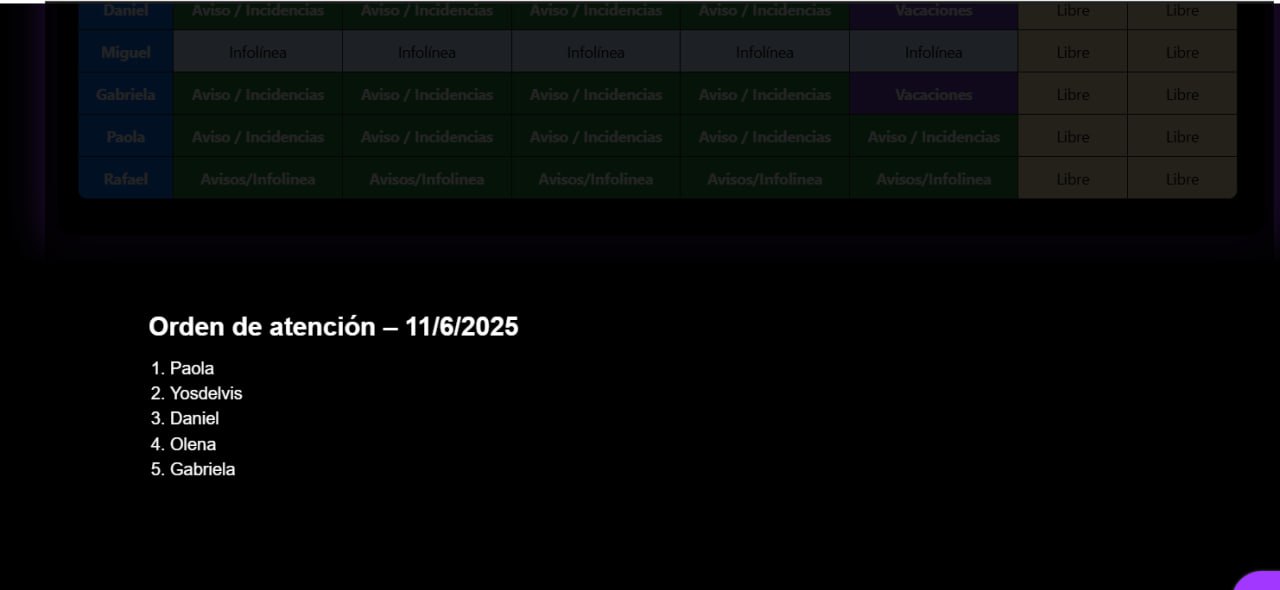 Daniel Aviso / Incidencias Aviso / Incidencias Aviso / Incidencias Aviso / Incidencias Vacaciones Libre Libre
Miguel Infolínea Infolínea Infolínea Infolínea Infolínea Libre Libre
Gabriela Aviso / Incidencias Aviso / Incidencias Aviso / Incidencias Aviso / Incidencias Vacaciones Libre Libre
Paola Aviso / Incidencias Aviso / Incidencias Aviso / Incidencias Aviso / Incidencias Aviso / Incidencias Libre Libre
Rafael Avisos/Infolinea Avisos/Infolinea Avisos/Infolinea Avisos/Infolinea Avisos/Infolinea Libre Libre
Orden de atención – 11/6/2025
1. Paola
2. Yosdelvis
3. Daniel
4. Olena
5. Gabriela